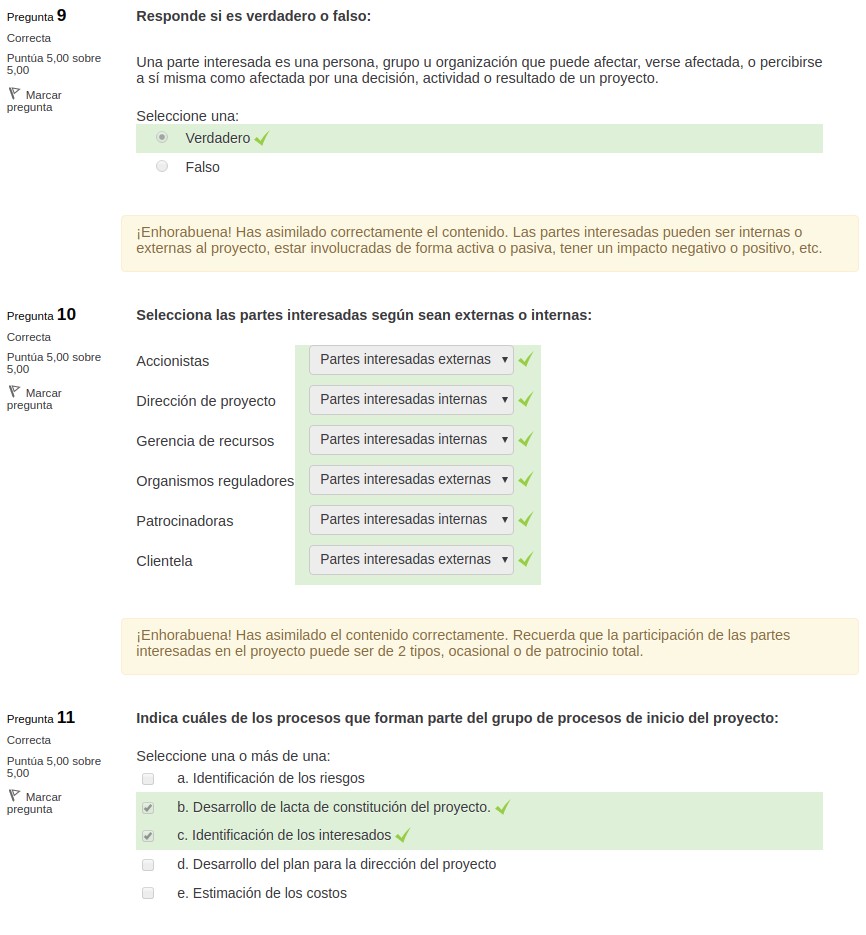 Pregunta 9
Correcta
Puntúa 5,00 sobre
5,00
Marcar
pregunta
Responde si es verdadero o falso:
Una parte interesada es una persona, grupo u organización que puede afectar, verse afectada, o percibirse
a sí misma como afectada por una decisión, actividad o resultado de un proyecto.
Seleccione una:
Verdadero
Falso
¡Enhorabuena! Has asimilado correctamente el contenido. Las partes interesadas pueden ser internas o
externas al proyecto, estar involucradas de forma activa o pasiva, tener un impacto negativo o positivo, etc.
Pregunta 10
Correcta
Puntúa 5,00 sobre
5,00
Marcar
pregunta
Selecciona las partes interesadas según sean externas o internas:
Accionistas Partes interesadas externas
Dirección de proyecto Partes interesadas internas
Gerencia de recursos Partes interesadas internas
Organismos reguladores Partes interesadas externas
Patrocinadoras Partes interesadas internas
Clientela Partes interesadas externas
¡Enhorabuena! Has asimilado el contenido correctamente. Recuerda que la participación de las partes
interesadas en el proyecto puede ser de 2 tipos, ocasional o de patrocinio total.
Pregunta 11
Correcta
Puntúa 5,00 sobre
5,00
Marcar
pregunta
Indica cuáles de los procesos que forman parte del grupo de procesos de inicio del proyecto:
Seleccione una o más de una:
a. Identificación de los riesgos
b. Desarrollo de lacta de constitución del proyecto.
c. Identificación de los interesados
d. Desarrollo del plan para la dirección del proyecto
e. Estimación de los costos